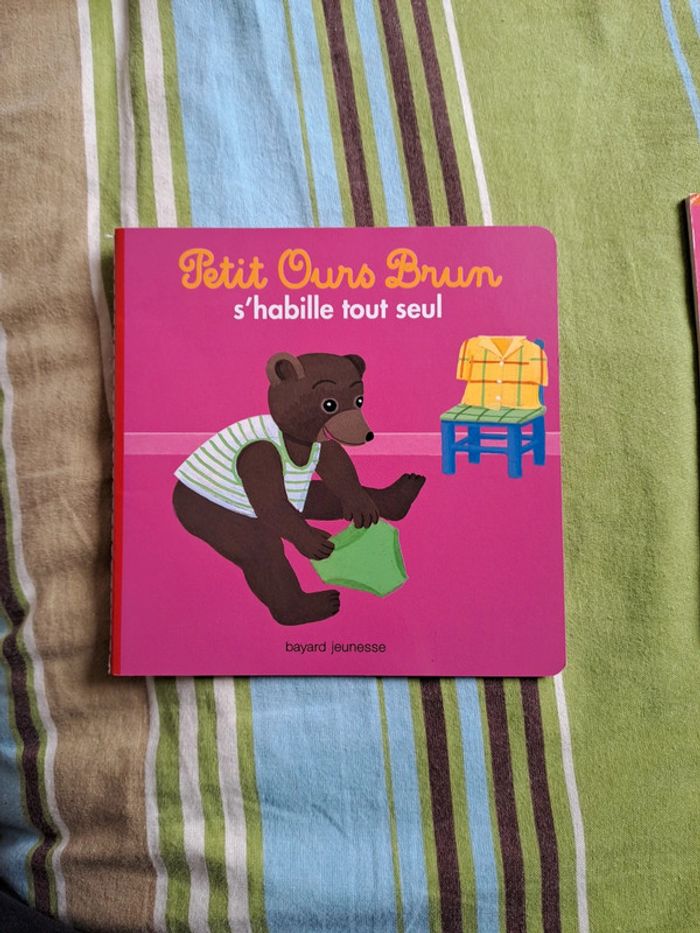 Petit Ours Brun
s'habille tout seul
bayard jeunesse